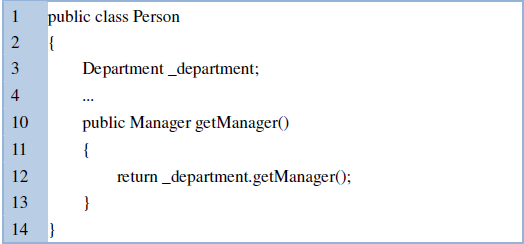 1 public class Person
2 {
3 Department _department;
4 ...
10 public Manager getManager()
11 {
12 return _department.getManager();
13 }
14 }